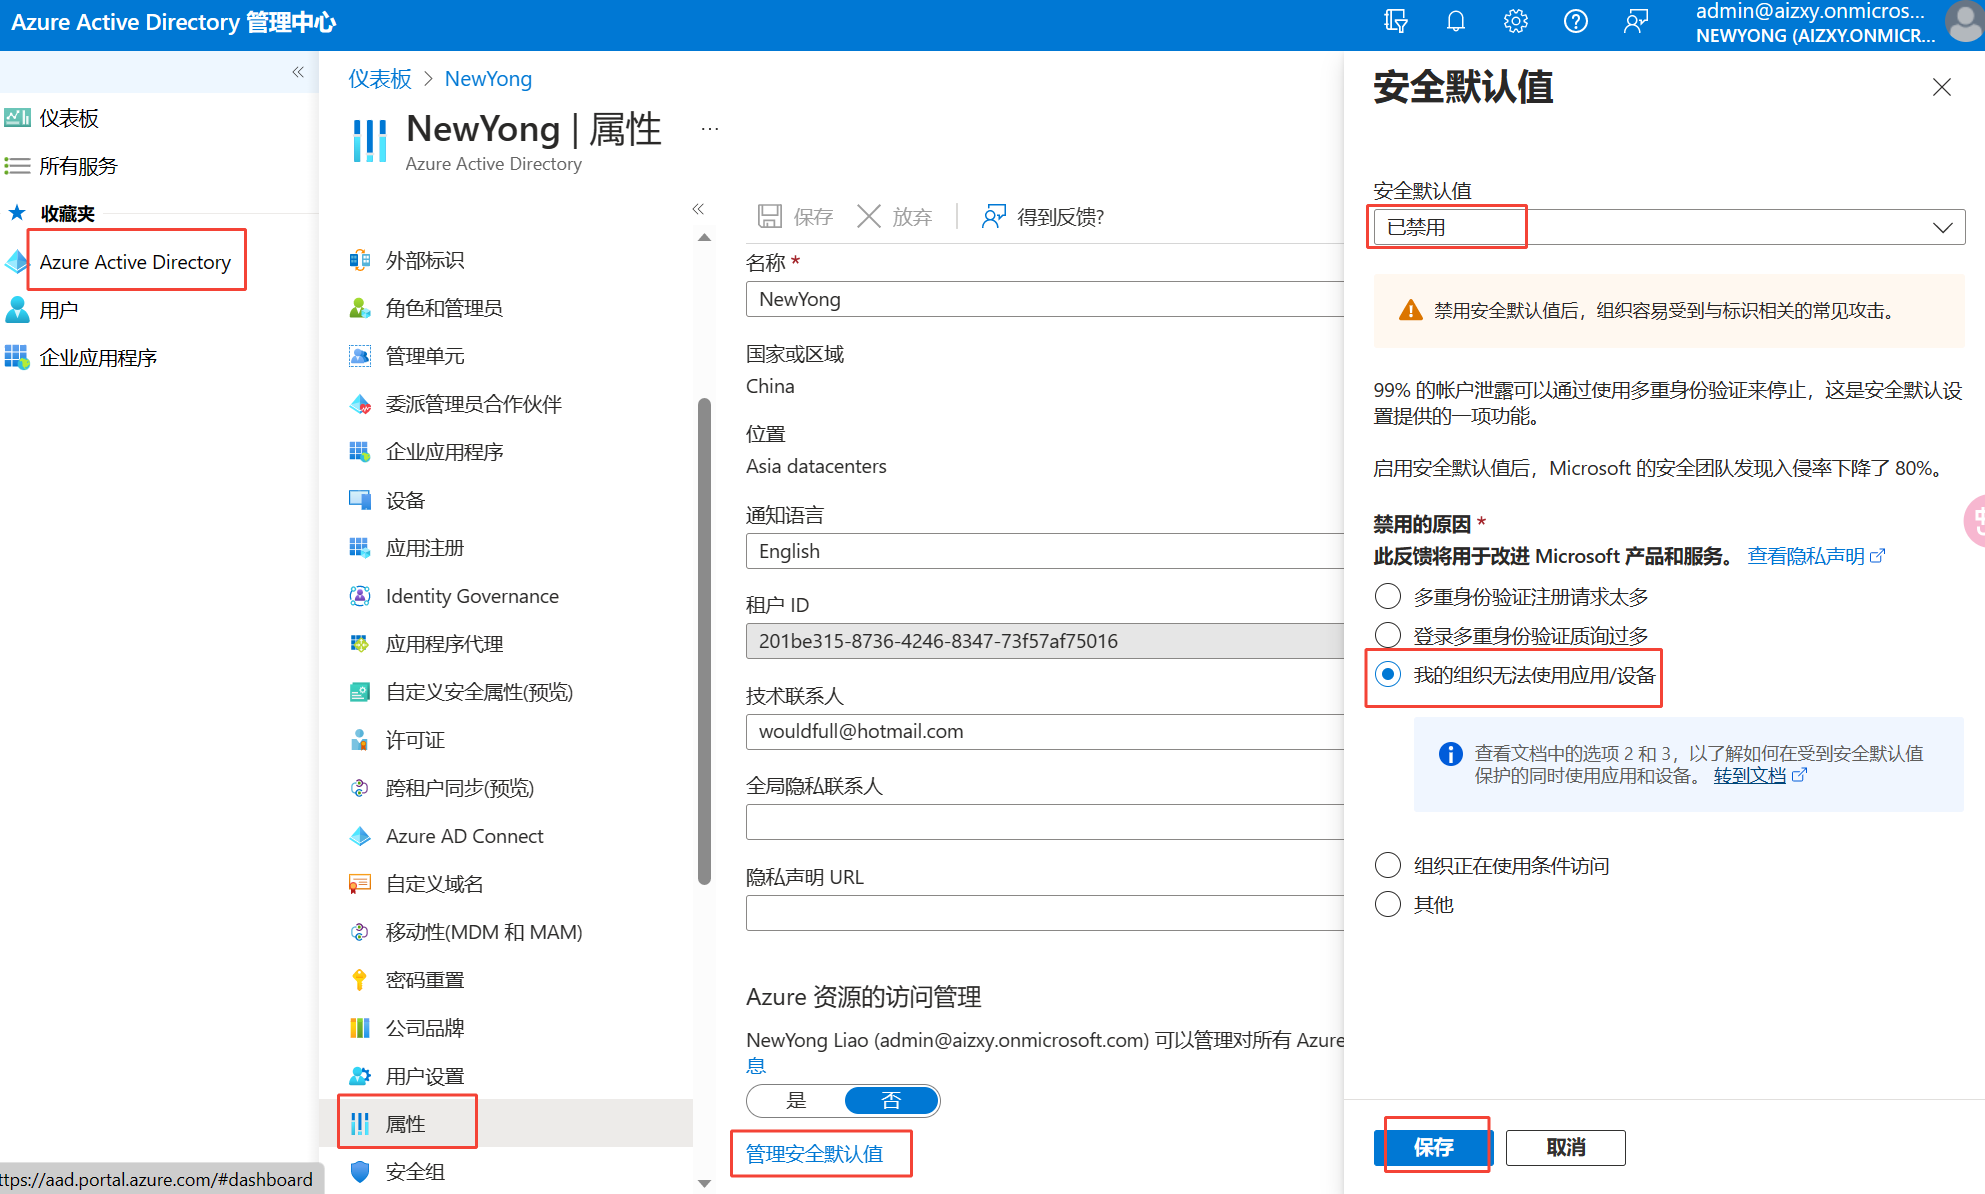 Azure Active Directory 管理中心
admin@aizxy.onmicros...
NEWYONG (AIZXY.ONMICR...
仪表板
所有服务
收藏夹
Azure Active Directory
用户
企业应用程序
ttps://aad.portal.azure.com/#dashboard
仪表板 > NewYong
NewYong | 属性
...
Azure Active Directory
外部标识
角色和管理员
管理单元
委派管理员合作伙伴
企业应用程序
设备
应用注册
Identity Governance
应用程序代理
自定义安全属性(预览)
许可证
跨租户同步(预览)
Azure AD Connect
自定义域名
移动性(MDM 和 MAM)
密码重置
公司品牌
用户设置
属性
安全组
保存 放弃 得到反馈?
名称 *
NewYong
国家或区域
China
位置
Asia datacenters
通知语言
English
租户 ID
201be315-8736-4246-8347-73f57af75016
技术联系人
wouldfull@hotmail.com
全局隐私联系人
隐私声明 URL
Azure 资源的访问管理
NewYong Liao (admin@aizxy.onmicrosoft.com) 可以管理对所有 Azure
息
是 否
管理安全默认值
安全默认值
安全默认值
已禁用
禁用安全默认值后，组织容易受到与标识相关的常见攻击。
99% 的帐户泄露可以通过使用多重身份验证来停止，这是安全默认设
置提供的一项功能。
启用安全默认值后，Microsoft 的安全团队发现入侵率下降了 80%。
禁用的原因 *
此反馈将用于改进 Microsoft 产品和服务。 查看隐私声明
多重身份验证注册请求太多
登录多重身份验证质询过多
我的组织无法使用应用/设备
查看文档中的选项 2 和 3，以了解如何在受到安全默认值
保护的同时使用应用和设备。 转到文档
组织正在使用条件访问
其他
保存 取消